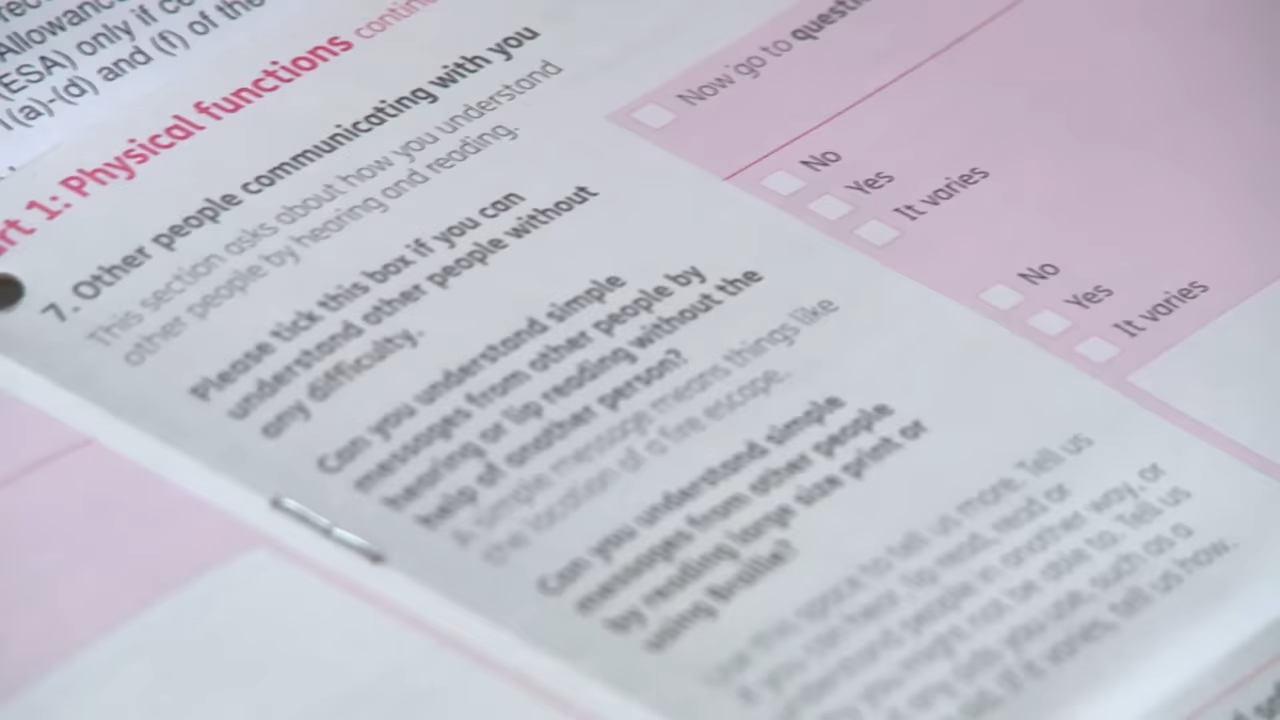 Allowanc
(ESA) only if ce
1(a)-(d) and (f) of the
art 1: Physical functions contin
7. Other people communicating with you
This section asks about how you understand
other people by hearing and reading.
Please tick this box if you can
understand other people without
any difficulty.
Now go to questi
Can you understand simple
messages from other people by
hearing or lip reading without the
help of another person?
A simple message means things like
the location of a fire escape.
No
Yes
It varies
Can you understand simple
messages from other people
by reading large size print or
using Braille?
No
Yes
It varies
Use this space to tell us more. Tell us
if you can hear, lip read, read or
understand people in another way, or
why you might not be able to. Tell us
any aids you use, such as a
if it varies, tell us how.